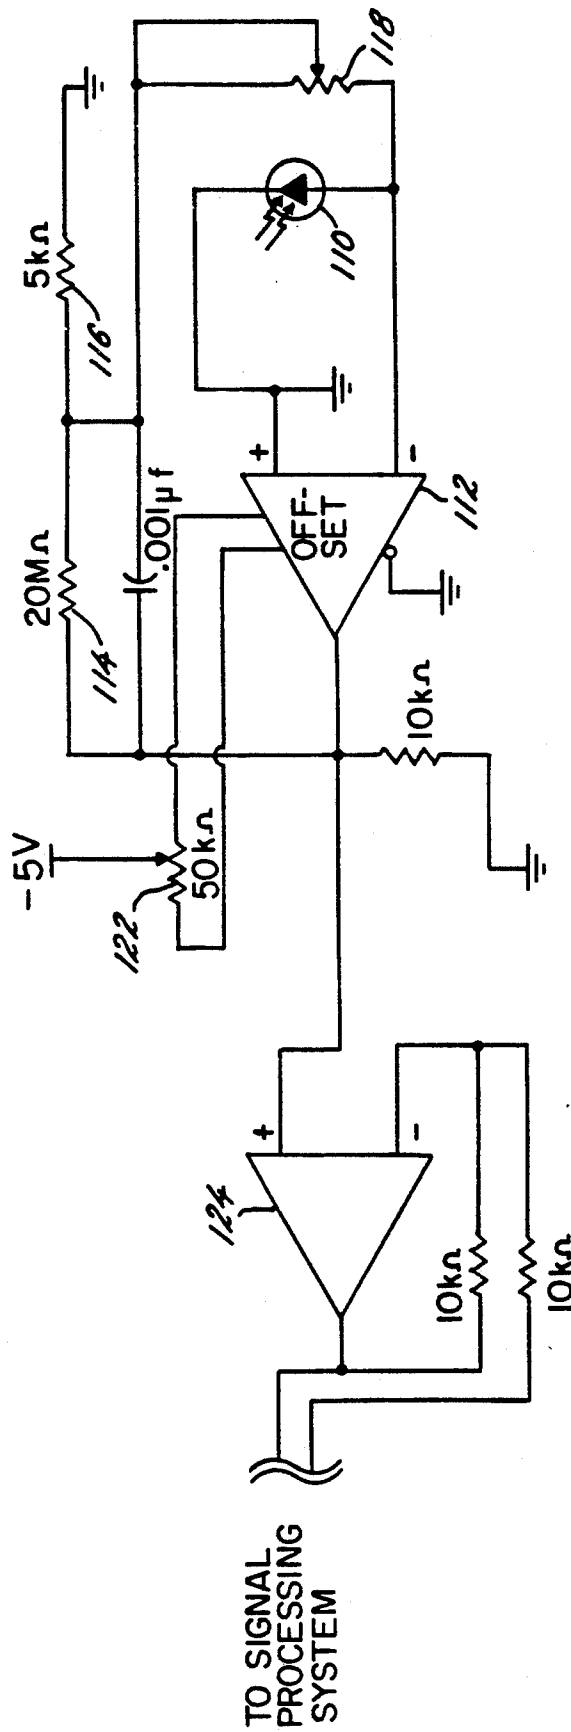 TO SIGNAL
PROCESSING
SYSTEM
-5V
122
50kΩ
20MΩ
114
.001μf
5kΩ
116
118
110
+
-
OFF-
SET
112
10kΩ
124
+
-
10kΩ
10kΩ